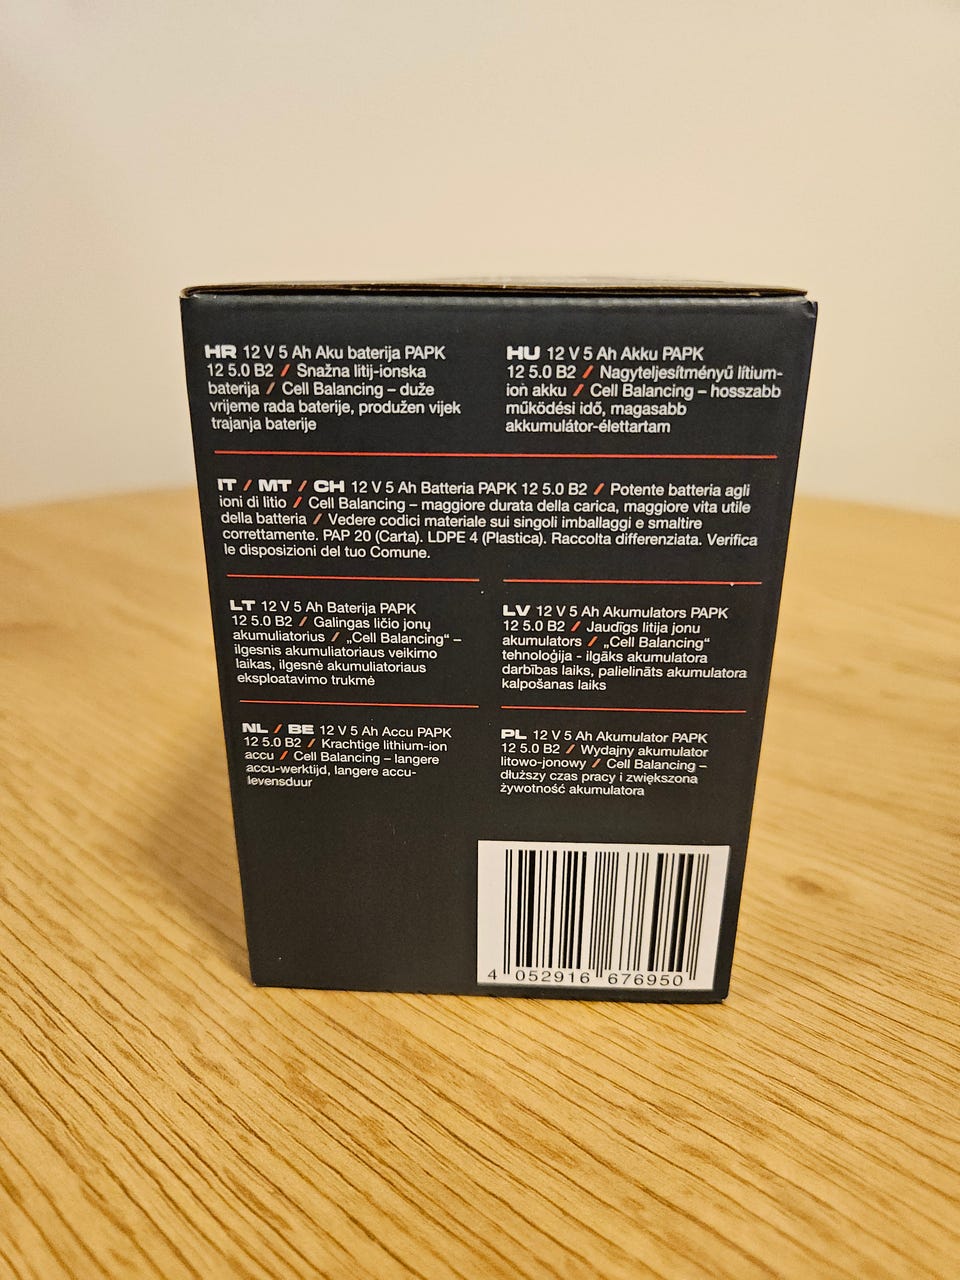 HR 12 V 5 Ah Aku baterija PAPK
12 5.0 B2 / Snažna litij-ionska
baterija / Cell Balancing – duže
vrijeme rada baterije, produžen vijek
trajanja baterije
HU 12 V 5 Ah Akku PAPK
12 5.0 B2 / Nagyteljesítményű lítium-
ion akku / Cell Balancing – hosszabb
működési idő, magasabb
akkumulátor-élettartam
IT / MT / CH 12 V 5 Ah Batteria PAPK 12 5.0 B2 / Potente batteria agli
ioni di litio / Cell Balancing – maggiore durata della carica, maggiore vita utile
della batteria / Vedere codici materiale sui singoli imballaggi e smaltire
correttamente. PAP 20 (Carta). LDPE 4 (Plastica). Raccolta differenziata. Verifica
le disposizioni del tuo Comune.
LT 12 V 5 Ah Baterija PAPK
12 5.0 B2 / Galingas ličio jonų
akumuliatorius / „Cell Balancing“ –
ilgesnis akumuliatoriaus veikimo
laikas, ilgesnė akumuliatoriaus
eksploatavimo trukmė
LV 12 V 5 Ah Akumulators PAPK
12 5.0 B2 / Jaudīgs litija jonu
akumulators / „Cell Balancing“
tehnoloģija - ilgāks akumulatora
darbības laiks, palielināts akumulatora
kalpošanas laiks
NL / BE 12 V 5 Ah Accu PAPK
12 5.0 B2 / Krachtige lithium-ion
accu / Cell Balancing – langere
accu-werktijd, langere accu-
levensduur
PL 12 V 5 Ah Akumulator PAPK
12 5.0 B2 / Wydajny akumulator
litowo-jonowy / Cell Balancing –
dłuższy czas pracy i zwiększona
żywotność akumulatora
4 052916 676950